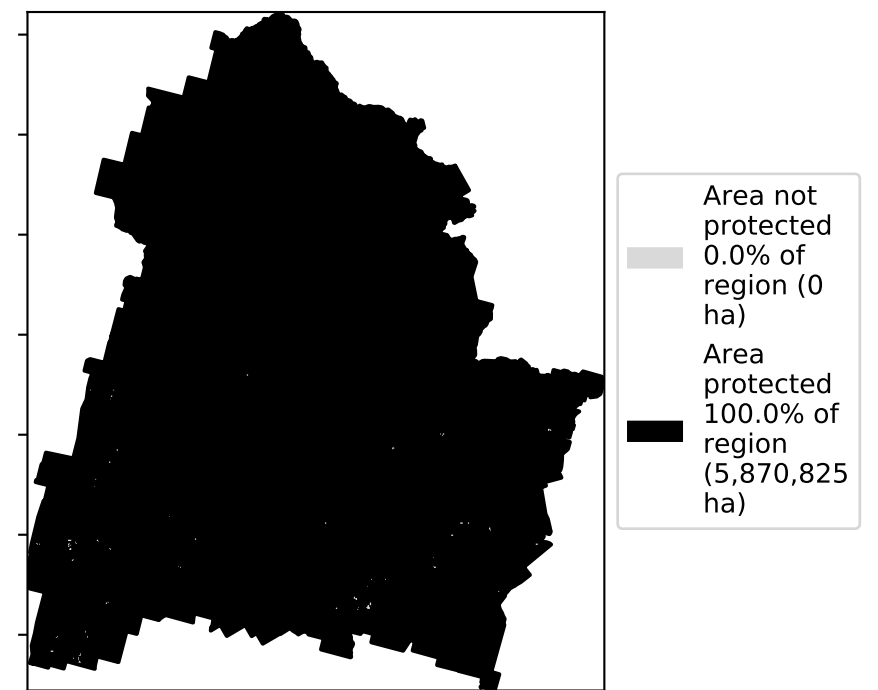 Area not
protected
0.0% of
region (0
ha)
Area
protected
100.0% of
region
(5,870,825
ha)